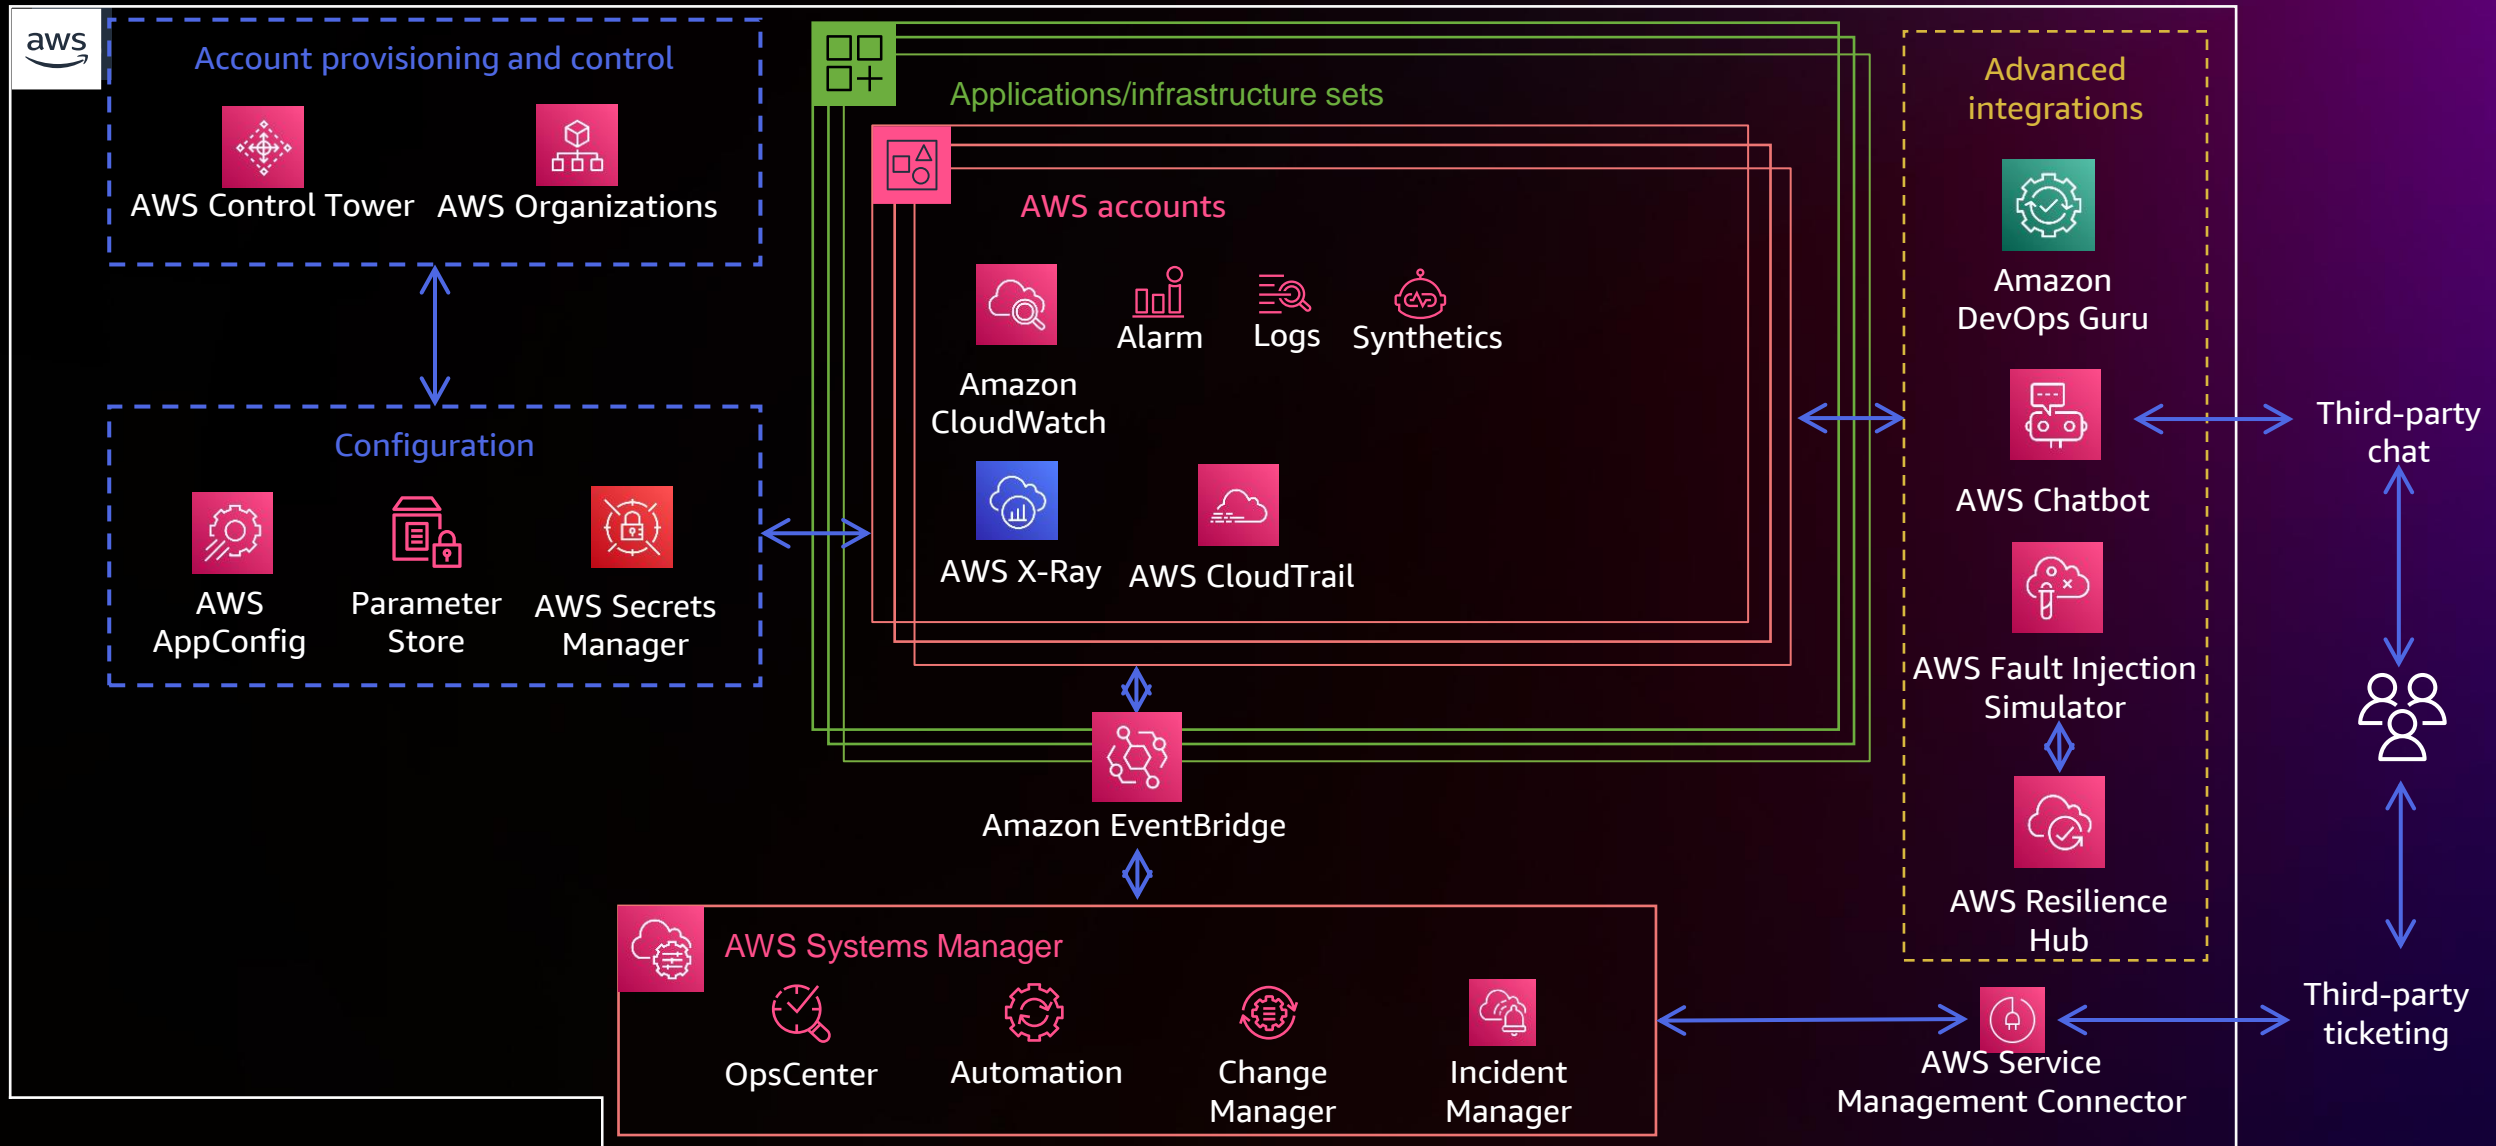 aws
Account provisioning and control
AWS Control Tower
AWS Organizations
Configuration
AWS
AppConfig
Parameter
Store
AWS Secrets
Manager
Applications/infrastructure sets
AWS accounts
Amazon
CloudWatch
Alarm
Logs
Synthetics
AWS X-Ray
AWS CloudTrail
Amazon EventBridge
AWS Systems Manager
OpsCenter
Automation
Change
Manager
Incident
Manager
Advanced
integrations
Amazon
DevOps Guru
AWS Chatbot
AWS Fault Injection
Simulator
AWS Resilience
Hub
AWS Service
Management Connector
Third-party
chat
Third-party
ticketing